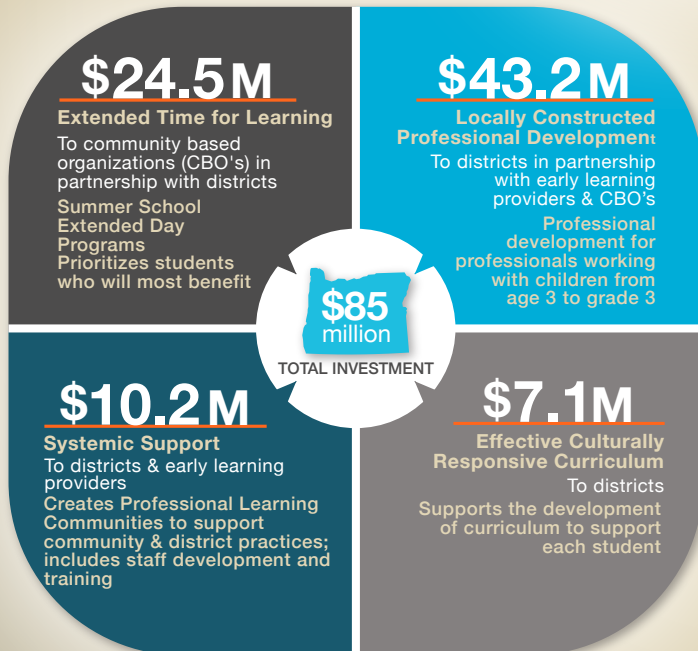 $24.5 M
Extended Time for Learning
To community based
organizations (CBO's) in
partnership with districts
Summer School
Extended Day
Programs
Prioritizes students
who will most benefit
$43.2 M
Locally Constructed
Professional Development
To districts in partnership
with early learning
providers & CBO’s
Professional
development for
professionals working
with children from
age 3 to grade 3
$85
million
TOTAL INVESTMENT
$10.2 M
Systemic Support
To districts & early learning
providers
Creates Professional Learning
Communities to support
community & district practices;
includes staff development and
training
$7.1M
Effective Culturally
Responsive Curriculum
To districts
Supports the development
of curriculum to support
each student